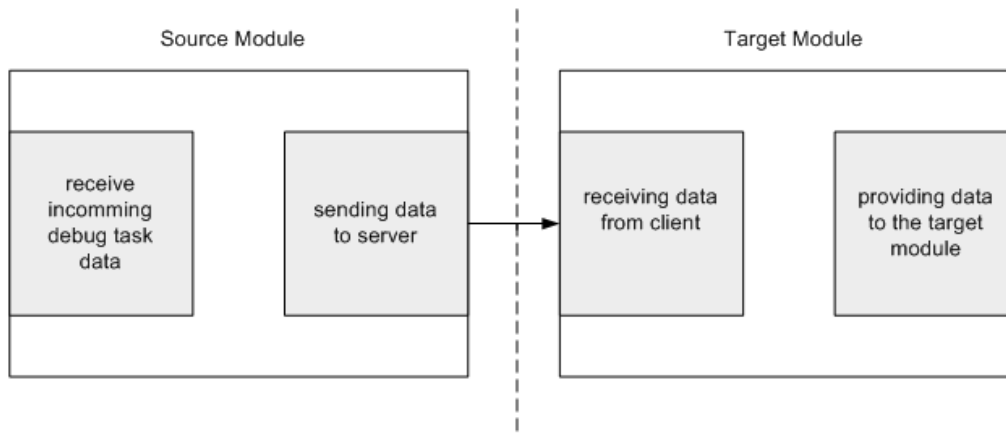 Source Module
Target Module
receive
incomming
debug task
data
sending data
to server
receiving data
from client
providing data
to the target
module